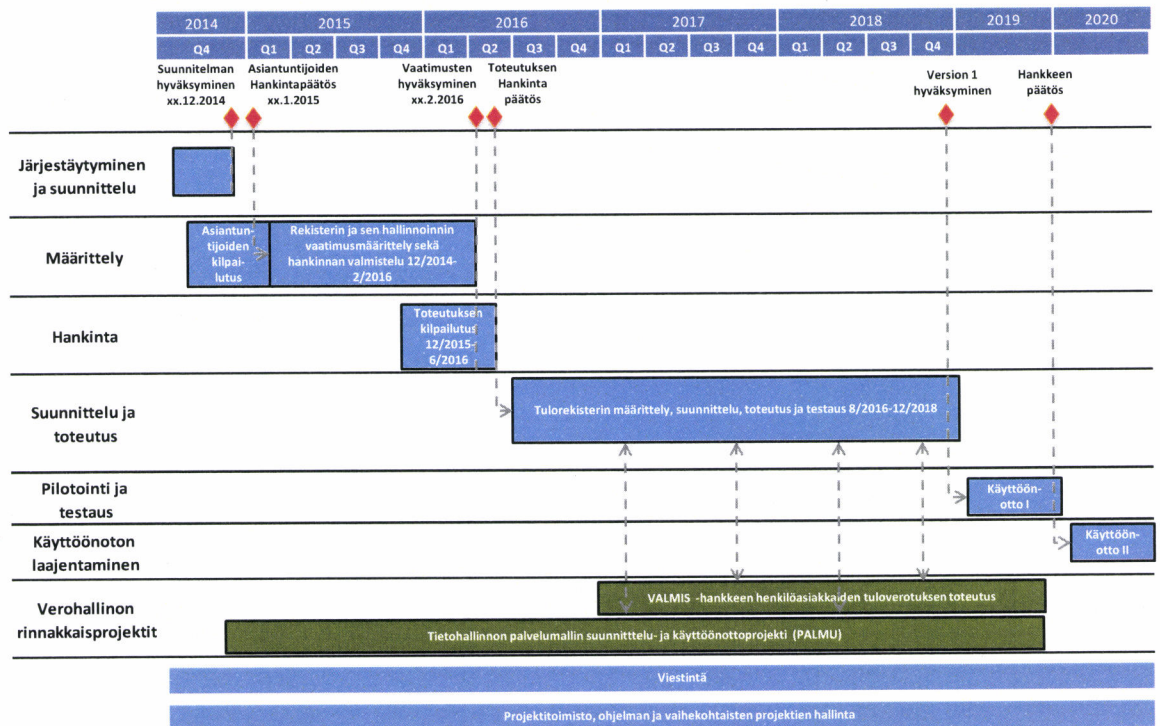 2014 2015 2016 2017 2018 2019 2020
Q4 Q1 Q2 Q3 Q4 Q1 Q2 Q3 Q4 Q1 Q2 Q3 Q4 Q1 Q2 Q3 Q4
Suunnitelman
hyväksyminen
xx.12.2014
Asiantuntijoiden
Hankintapäätös
xx.1.2015
Vaatimusten
hyväksyminen
xx.2.2016
Toteutuksen
Hankinta
päätös
Version 1
hyväksyminen
Hankkeen
päätös
Järjestäytyminen
ja suunnittelu
Määrittely
Asiantun-
tijoiden
kilpai-
lutus
Rekisterin ja sen hallinnoinnin
vaatimusmäärittely sekä
hankinnan valmistelu 12/2014-
2/2016
Hankinta
Toteutuksen
kilpailutus
12/2015-
6/2016
Suunnittelu ja
toteutus
Tulorekisterin määrittely, suunnittelu, toteutus ja testaus 8/2016-12/2018
Pilotointi ja
testaus
Käyttöön-
otto I
Käyttöönoton
laajentaminen
Käyttöön-
otto II
Verohallinon
rinnakkaisprojektit
VALMIS -hankkeen henkilöasiakkaiden tuloverotuksen toteutus
Tietohallinnon palvelumallin suunnitttelu- ja käyttöönottoprojekti (PALMU)
Viestintä
Projektitoimisto, ohjelman ja vaihekohtaisten projektien hallinta